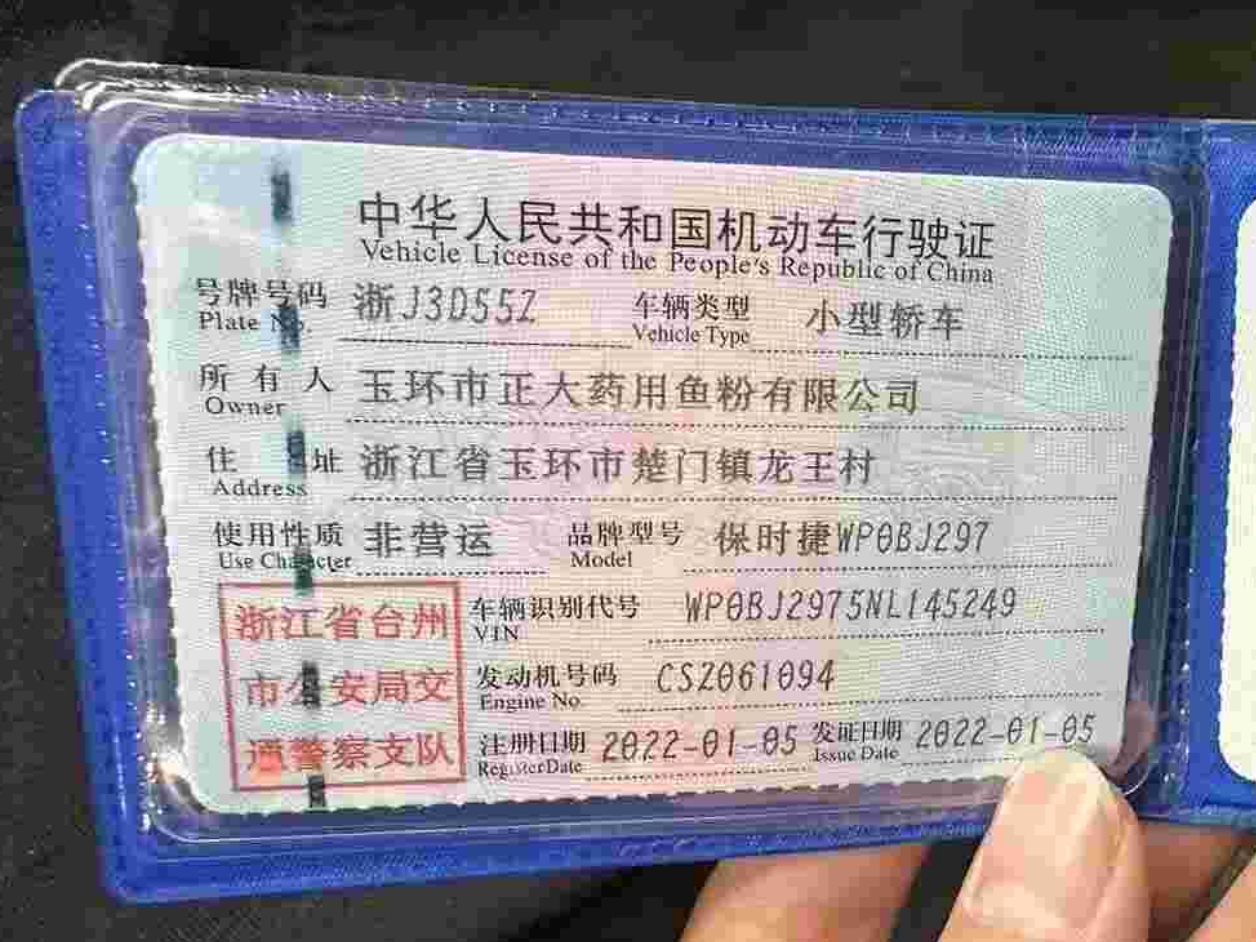 中华人民共和国机动车行驶证
Vehicle License of the People's Republic of China
号牌号码 浙J3D55Z 车辆类型 小型轿车
Plate No. Vehicle Type
所有人 玉环市正大药用鱼粉有限公司
Owner
住址 浙江省玉环市楚门镇龙王村
Address
使用性质 非营运 品牌型号 保时捷WP0BJ297
Use Character Model
浙江省台州
市公安局交
通警察支队
车辆识别代号 WP0BJ2975NL145249
VIN
发动机号码 CSZ061094
Engine No.
注册日期 2022-01-05 发证日期 2022-01-05
Register Date Issue Date